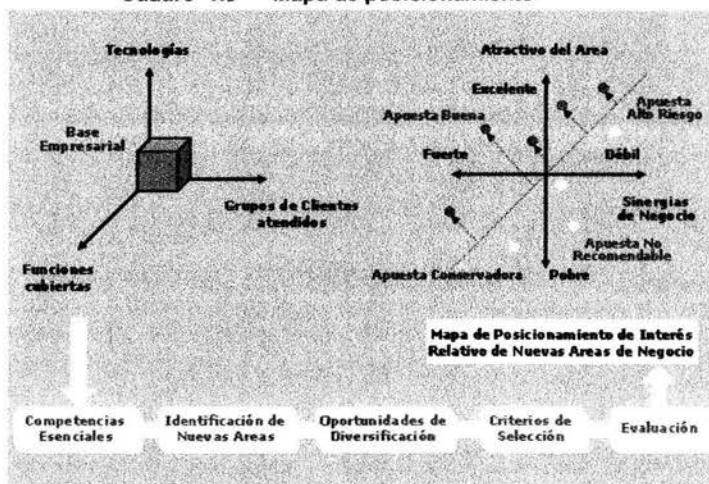 Mapa de posicionamiento
Tecnologías
Base
Empresarial
Grupos de Clientes
atendidos
Funciones
cubiertas
Atractivo del Area
Excelente
Apuesta Buena
Apuesta
Alto Riesgo
Fuerte
Débil
Sinergias
de Negocio
Apuesta No
Recomendable
Apuesta Conservadora
Pobre
Mapa de Posicionamiento de Interés
Relativo de Nuevas Areas de Negocio
Competencias
Esenciales
Identificación de
Nuevas Areas
Oportunidades de
Diversificación
Criterios de
Selección
Evaluación